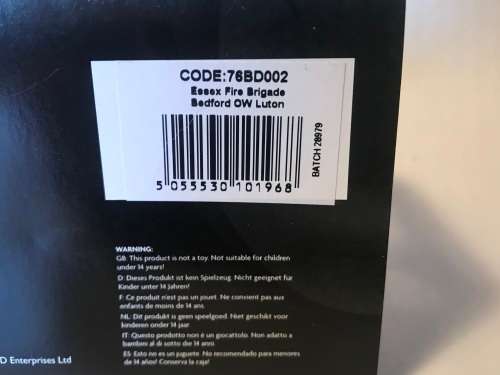 CODE:76BD002
Essex Fire Brigade
Bedford OW Luton
5 055530 101968
BATCH 28979
WARNING:
GB: This product is not a toy. Not suitable for children
under 14 years!
D: Dieses Produkt ist kein Spielzeug. Nicht geeignet für
Kinder unter 14 Jahren!
F: Ce produit n'est pas un jouet. Ne convient pas aux
enfants de moins de 14 ans.
NL: Dit produkt is geen speelgoed. Niet geschikt voor
kinderen onder 14 jaar
IT: Questo prodotto non è un giocattolo. Non adatto a
bambini al di sotto die 14 anni
ES: Esto no es un juguete. No recomendado para menores
de 14 años! Conserva la caja!
D Enterprises Ltd